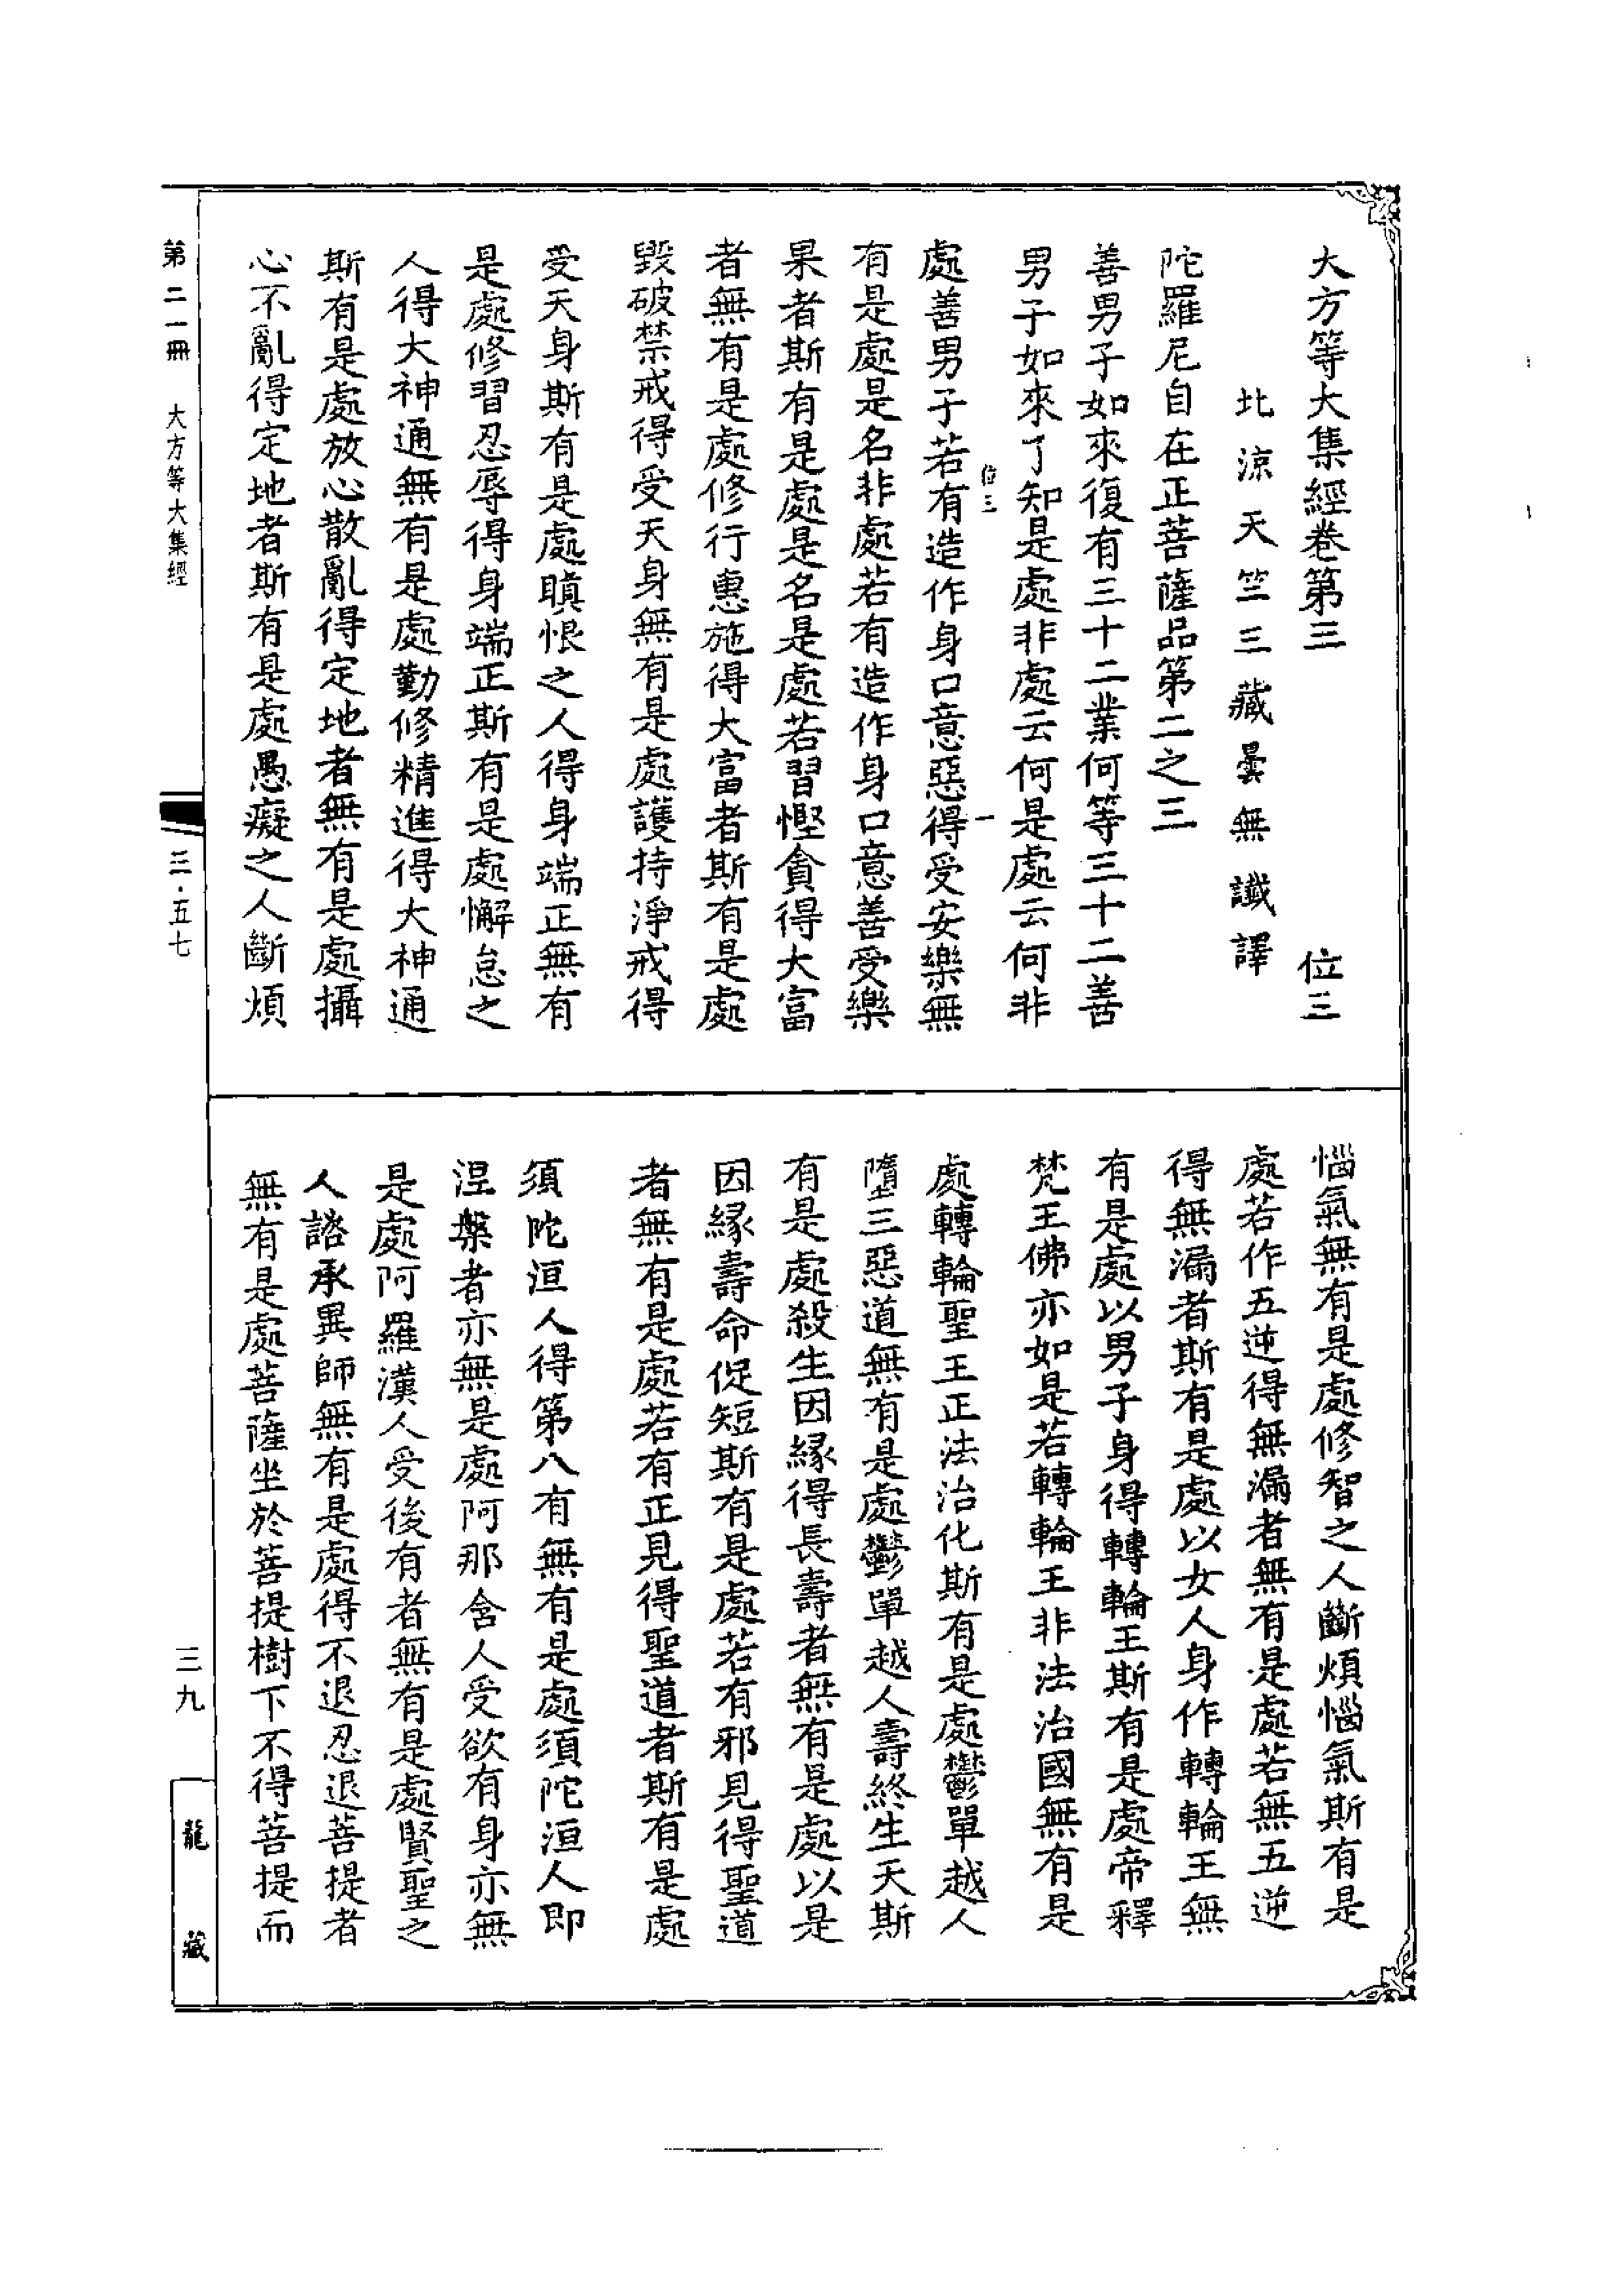 大方等大集經卷第三　位三
北涼天竺三藏曇無讖譯
陀羅尼自在正菩薩品第二之三
善男子如來復有三十二業何等三十二善
男子如來了知是處非處云何是處云何非
位三　一
處善男子若有造作身口意惡得受安樂無
有是處是名非處若有造作身口意善受樂
果者斯有是處是名是處若習慳貪得大富
者無有是處修行惠施得大富者斯有是處
毀破禁戒得受天身無有是處護持淨戒得
受天身斯有是處瞋恨之人得身端正無有
是處修習忍辱得身端正斯有是處懈怠之
人得大神通無有是處勤修精進得大神通
斯有是處放心散亂得定地者無有是處攝
心不亂得定地者斯有是處愚癡之人斷煩
惱氣無有是處修智之人斷煩惱氣斯有是
處若作五逆得無漏者無有是處若無五逆
得無漏者斯有是處以女人身作轉輪王無
有是處以男子身得轉輪王斯有是處帝釋
梵王佛亦如是若轉輪王非法治國無有是
處轉輪聖王正法治化斯有是處鬱單越人
墮三惡道無有是處鬱單越人壽終生天斯
有是處殺生因緣得長壽者無有是處以是
因緣壽命促短斯有是處若有邪見得聖道
者無有是處若有正見得聖道者斯有是處
須陀洹人得第八有無有是處須陀洹人即
涅槃者亦無是處阿那含人受欲有身亦無
是處阿羅漢人受後有者無有是處賢聖之
人諮承異師無有是處得不退忍退菩提者
無有是處菩薩坐於菩提樹下不得菩提而
第二一冊　大方等大集經　三·五七　三九　龍藏